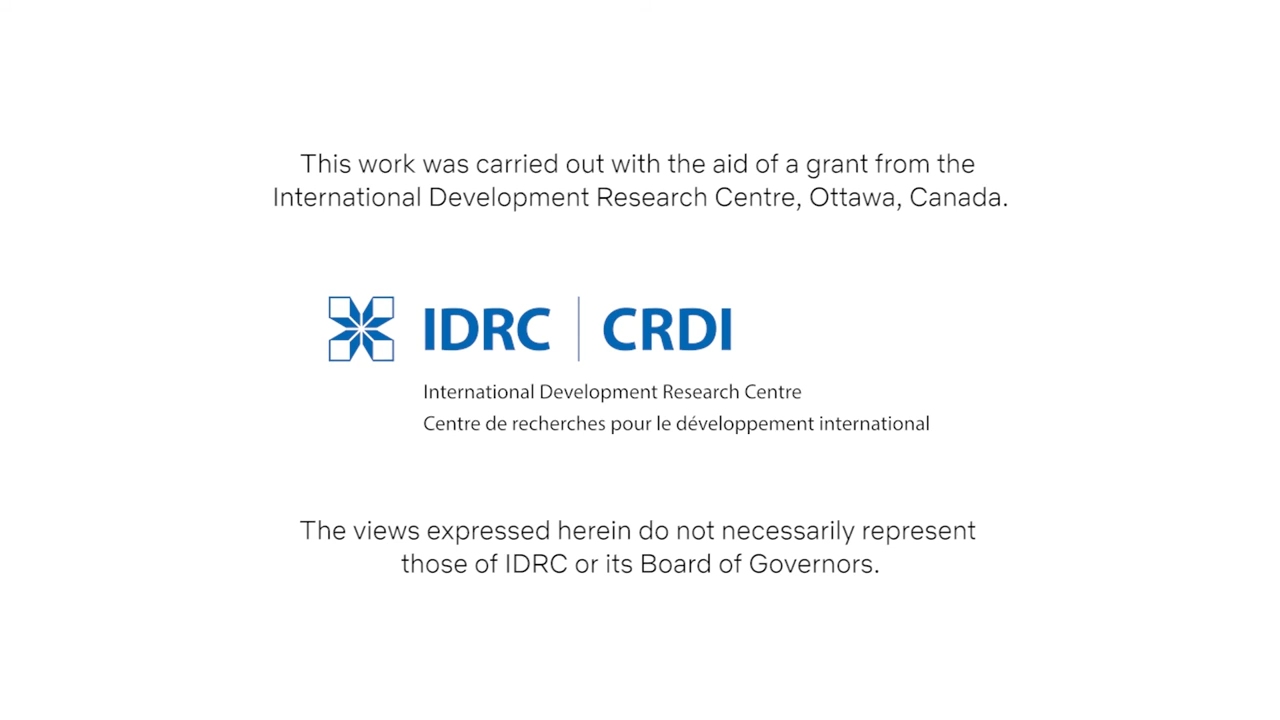 This work was carried out with the aid of a grant from the
International Development Research Centre, Ottawa, Canada.
IDRC | CRDI
International Development Research Centre
Centre de recherches pour le développement international
The views expressed herein do not necessarily represent
those of IDRC or its Board of Governors.